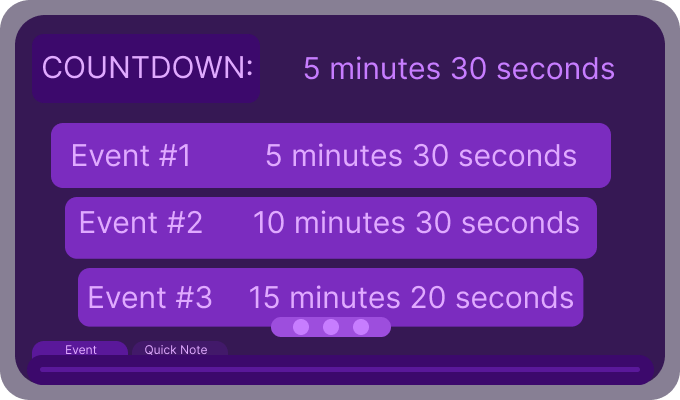 COUNTDOWN: 5 minutes 30 seconds
Event #1 5 minutes 30 seconds
Event #2 10 minutes 30 seconds
Event #3 15 minutes 20 seconds
Event Quick Note